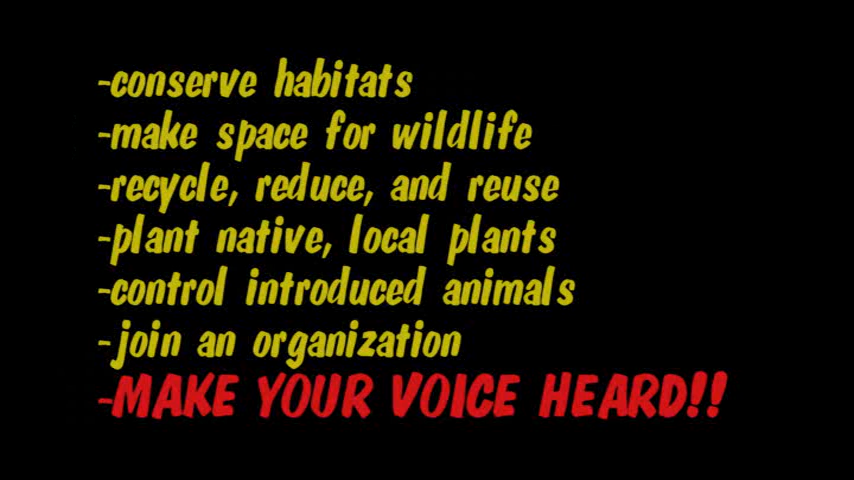 -conserve habitats
-make space for wildlife
-recycle, reduce, and reuse
-plant native, local plants
-control introduced animals
-join an organization
-MAKE YOUR VOICE HEARD!!